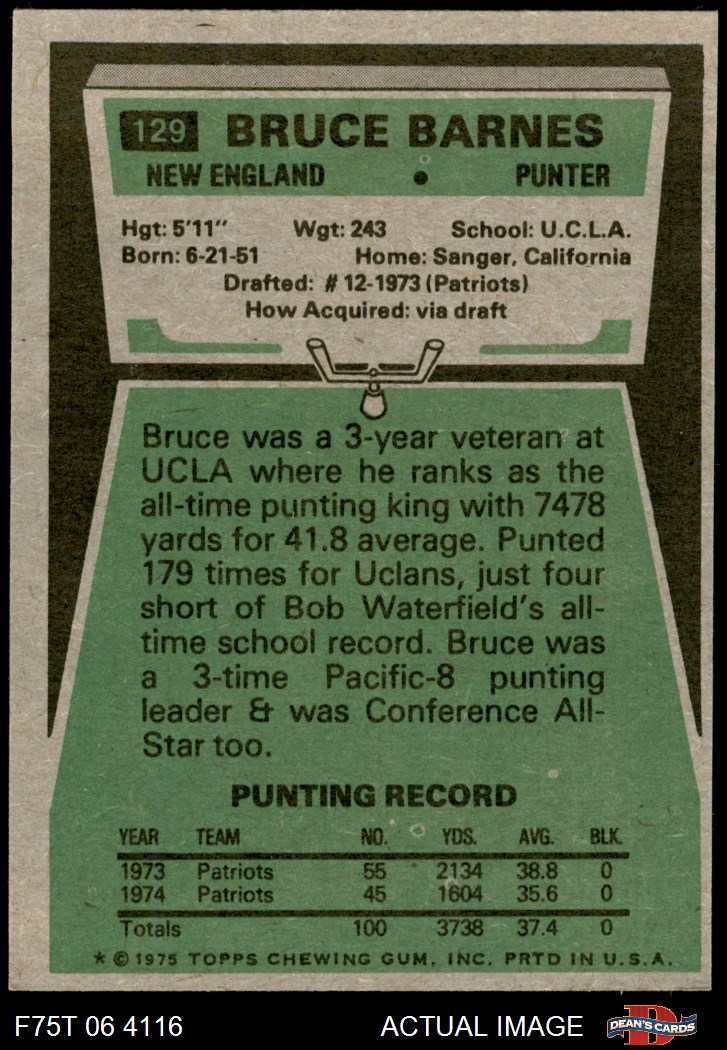 129 BRUCE BARNES
NEW ENGLAND • PUNTER
Hgt: 5'11" Wgt: 243 School: U.C.L.A.
Born: 6-21-51 Home: Sanger, California
Drafted: # 12-1973 (Patriots)
How Acquired: via draft
Bruce was a 3-year veteran at
UCLA where he ranks as the
all-time punting king with 7478
yards for 41.8 average. Punted
179 times for Uclans, just four
short of Bob Waterfield's all-
time school record. Bruce was
a 3-time Pacific-8 punting
leader & was Conference All-
Star too.
PUNTING RECORD
YEAR TEAM NO. YDS. AVG. BLK.
1973 Patriots 55 2134 38.8 0
1974 Patriots 45 1604 35.6 0
Totals 100 3738 37.4 0
* © 1975 TOPPS CHEWING GUM, INC. PRTD IN U.S.A.
F75T 06 4116 ACTUAL IMAGE DEAN'S CARDS